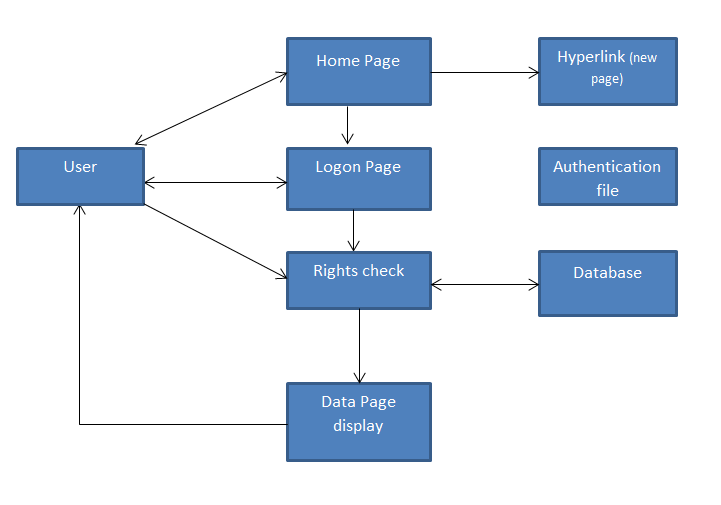 Home Page
Hyperlink (new
page)
User
Logon Page
Authentication
file
Rights check
Database
Data Page
display